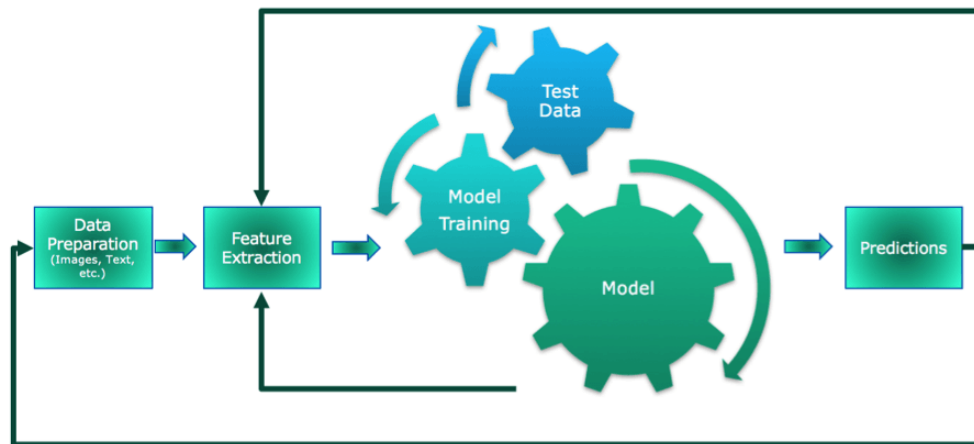 Test
Data
Model
Training
Data
Preparation
(Images, Text,
etc.)
Feature
Extraction
Model
Predictions